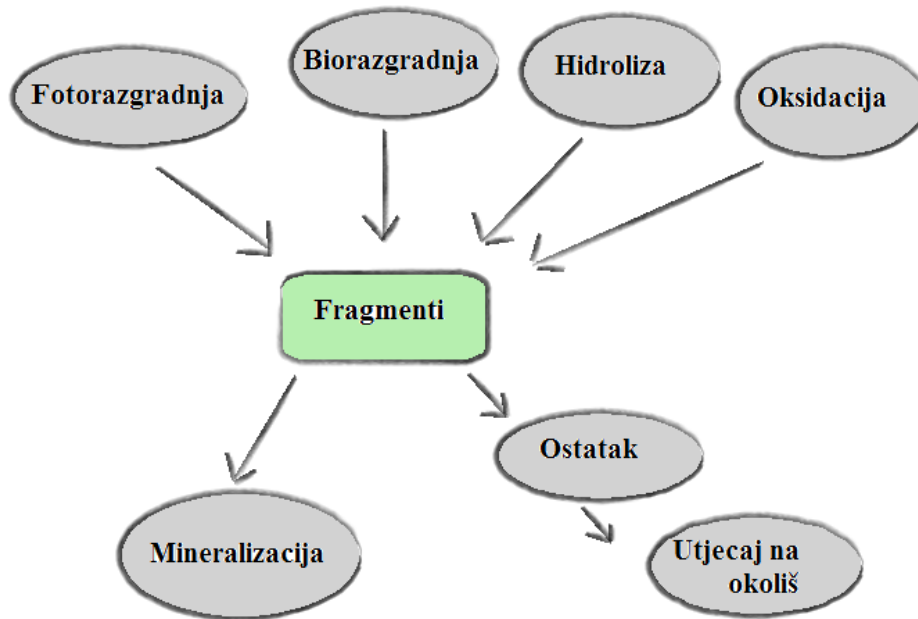 Fotorazgradnja
Biorazgradnja
Hidroliza
Oksidacija
Fragmenti
Ostatak
Mineralizacija
Utjecaj na
okoliš